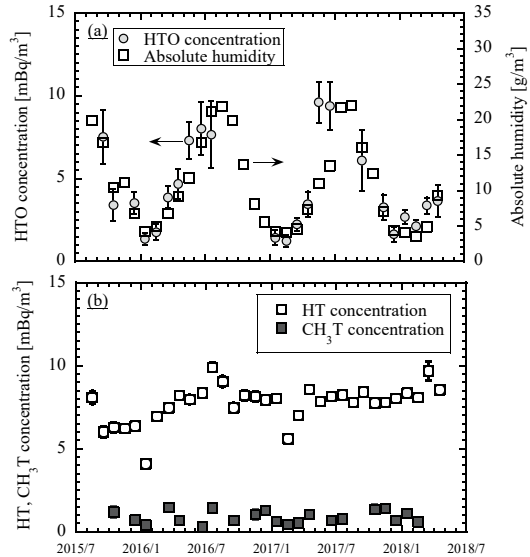 (a)
HTO concentration
Absolute humidity
HTO concentration [mBq/m³]
15
10
5
0
Absolute humidity [g/m³]
35
30
25
20
15
10
5
0
(b)
HT concentration
CH₃T concentration
HT, CH₃T concentration [mBq/m³]
15
10
5
0
2015/7 2016/1 2016/7 2017/1 2017/7 2018/7 2018/7